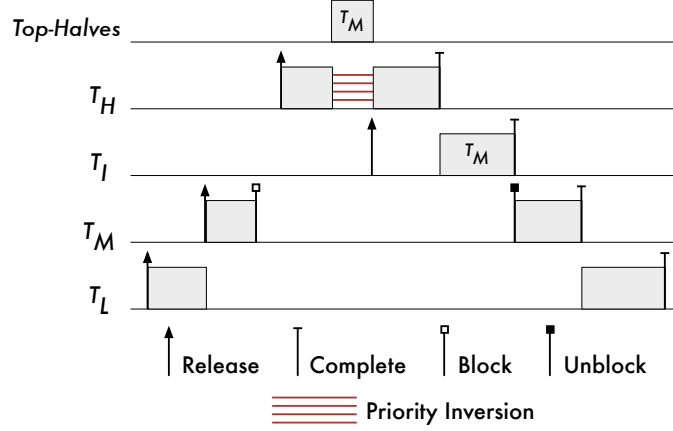 Top-Halves
T_M
T_H
T_I
T_M
T_M
T_L
Release
Complete
Block
Unblock
Priority Inversion